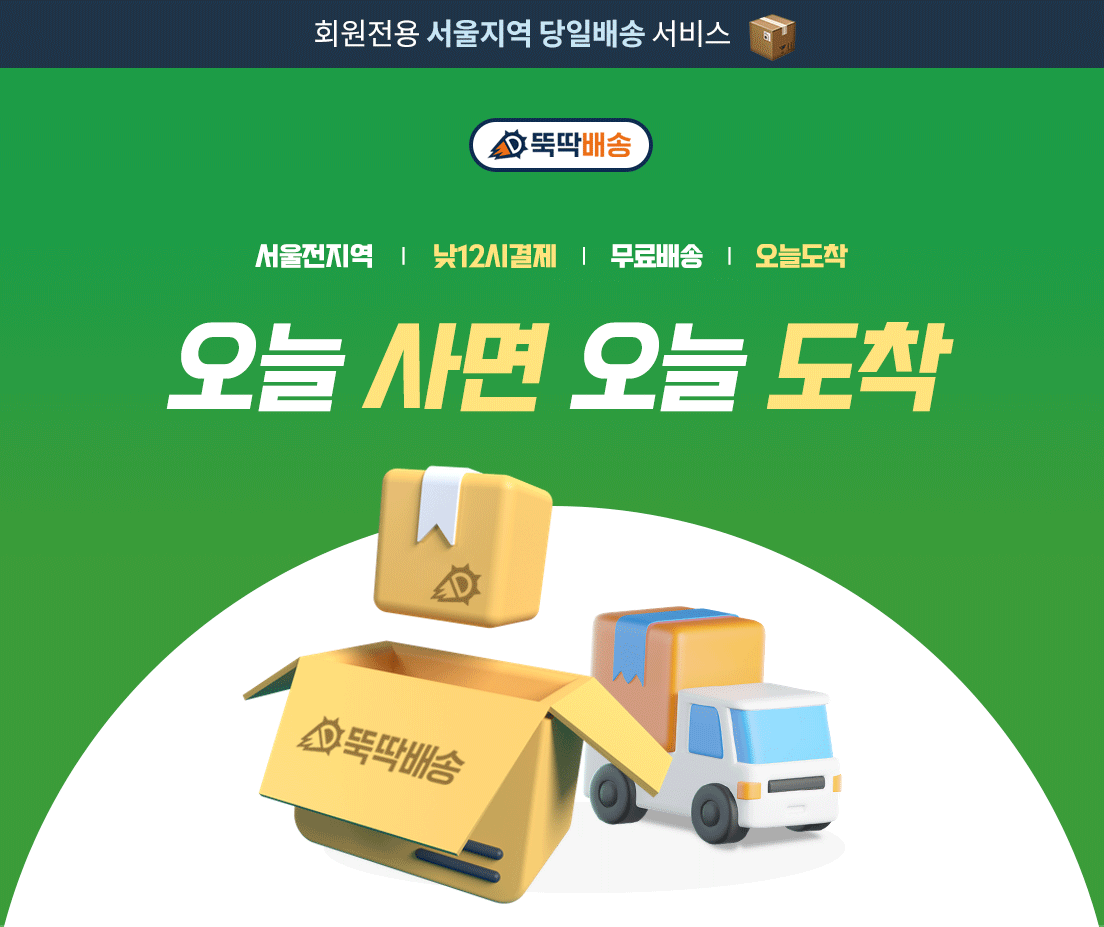 회원전용 서울지역 당일배송 서비스
뚝딱배송
서울전지역 | 낮12시결제 | 무료배송 | 오늘도착
오늘 사면 오늘 도착
뚝딱배송